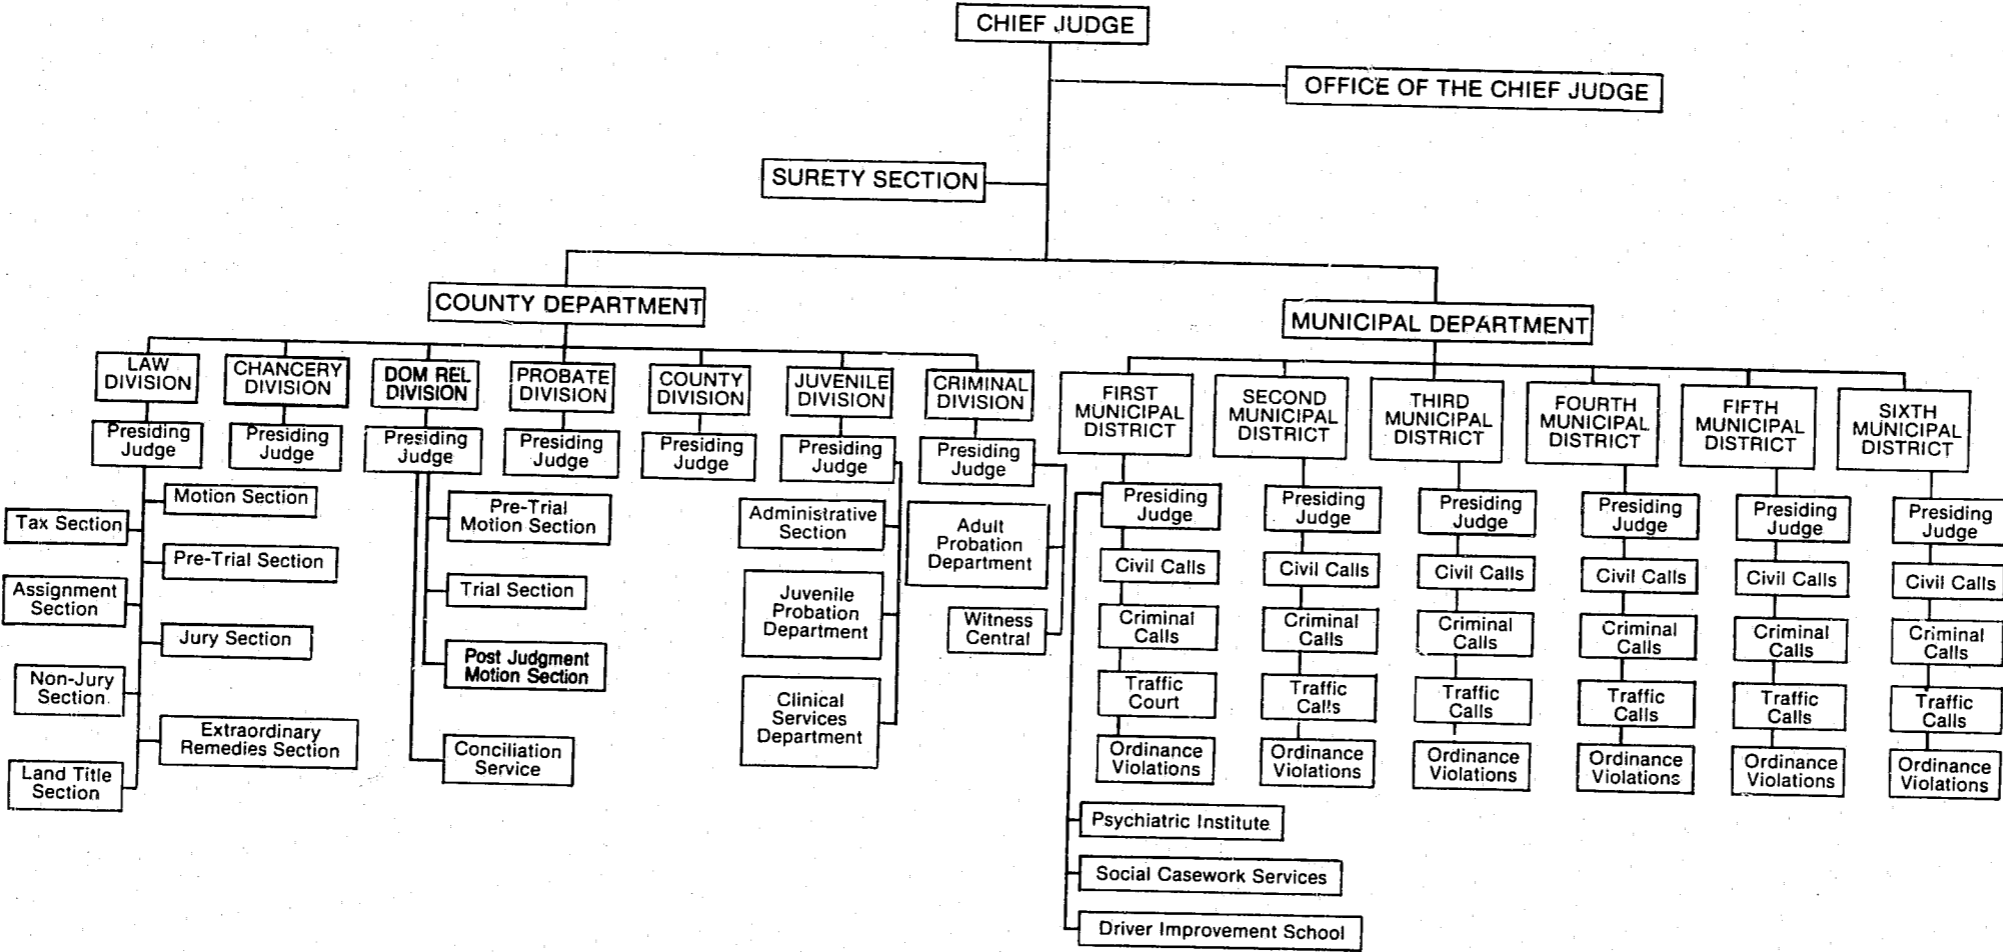 CHIEF JUDGE
OFFICE OF THE CHIEF JUDGE
SURETY SECTION
COUNTY DEPARTMENT
MUNICIPAL DEPARTMENT
LAW
DIVISION
CHANCERY
DIVISION
DOM REL
DIVISION
PROBATE
DIVISION
COUNTY
DIVISION
JUVENILE
DIVISION
CRIMINAL
DIVISION
Presiding
Judge
Presiding
Judge
Presiding
Judge
Presiding
Judge
Presiding
Judge
Presiding
Judge
Presiding
Judge
Motion Section
Tax Section
Pre-Trial Section
Assignment
Section
Jury Section
Non-Jury
Section
Extraordinary
Remedies Section
Land Title
Section
Pre-Trial
Motion Section
Trial Section
Post Judgment
Motion Section
Conciliation
Service
Administrative
Section
Juvenile
Probation
Department
Clinical
Services
Department
Adult
Probation
Department
Witness
Central
FIRST
MUNICIPAL
DISTRICT
Presiding
Judge
Civil Calls
Criminal
Calls
Traffic
Court
Ordinance
Violations
Psychiatric Institute
Social Casework Services
Driver Improvement School
SECOND
MUNICIPAL
DISTRICT
Presiding
Judge
Civil Calls
Criminal
Calls
Traffic
Calls
Ordinance
Violations
THIRD
MUNICIPAL
DISTRICT
Presiding
Judge
Civil Calls
Criminal
Calls
Traffic
Calls
Ordinance
Violations
FOURTH
MUNICIPAL
DISTRICT
Presiding
Judge
Civil Calls
Criminal
Calls
Traffic
Calls
Ordinance
Violations
FIFTH
MUNICIPAL
DISTRICT
Presiding
Judge
Civil Calls
Criminal
Calls
Traffic
Calls
Ordinance
Violations
SIXTH
MUNICIPAL
DISTRICT
Presiding
Judge
Civil Calls
Criminal
Calls
Traffic
Calls
Ordinance
Violations